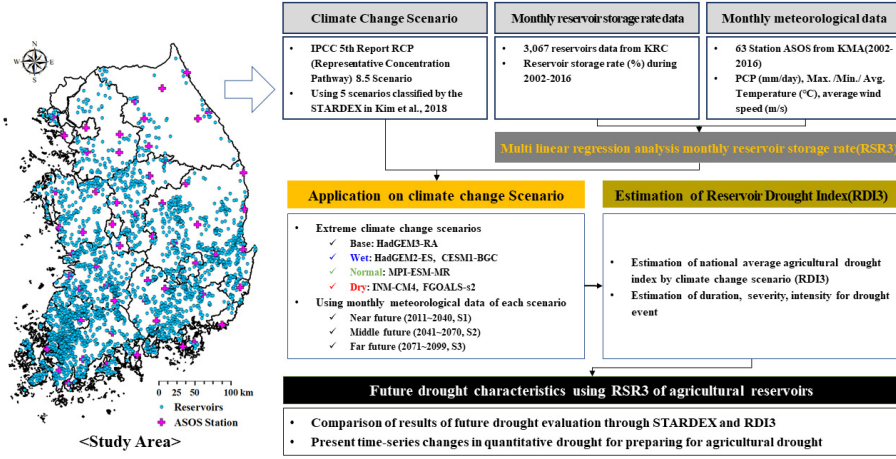 N
W
E
S
0 25 50 100 km
Reservoirs
ASOS Station
<Study Area>
Climate Change Scenario
• IPCC 5th Report RCP
(Representative Concentration
Pathway) 8.5 Scenario
• Using 5 scenarios classified by the
STARDEX in Kim et al., 2018
Monthly reservoir storage rate data
• 3,067 reservoirs data from KRC
• Reservoir storage rate (%) during
2002-2016
Monthly meteorological data
• 63 Station ASOS from KMA(2002-
2016)
• PCP (mm/day), Max. /Min./ Avg.
Temperature (℃), average wind
speed (m/s)
Multi linear regression analysis monthly reservoir storage rate(RSR3)
Application on climate change Scenario
• Extreme climate change scenarios
✓ Base: HadGEM3-RA
✓ Wet: HadGEM2-ES, CESM1-BGC
✓ Normal: MPI-ESM-MR
✓ Dry: INM-CM4, FGOALS-s2
• Using monthly meteorological data of each scenario
✓ Near future (2011~2040, S1)
✓ Middle future (2041~2070, S2)
✓ Far future (2071~2099, S3)
Estimation of Reservoir Drought Index(RDI3)
• Estimation of national average agricultural drought
index by climate change scenario (RDI3)
• Estimation of duration, severity, intensity for drought
event
Future drought characteristics using RSR3 of agricultural reservoirs
• Comparison of results of future drought evaluation through STARDEX and RDI3
• Present time-series changes in quantitative drought for preparing for agricultural drought